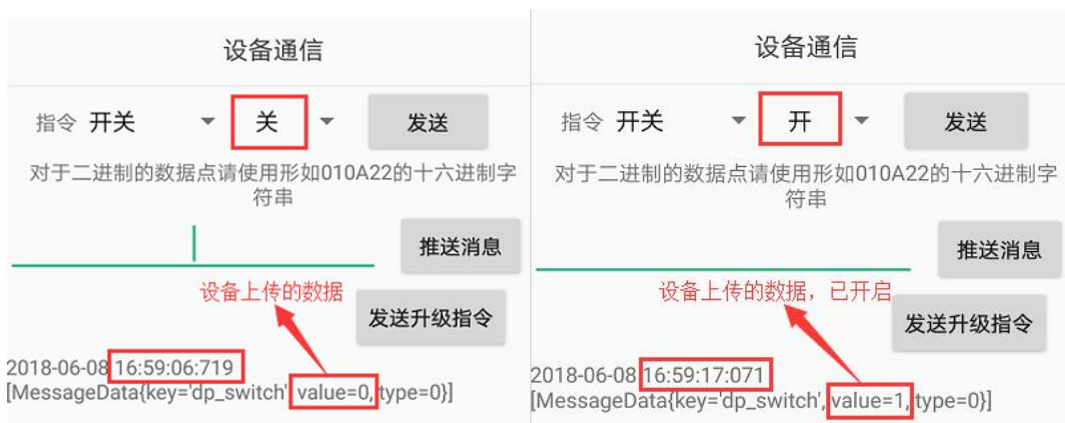 设备通信
指令 开关 关 发送
对于二进制的数据点请使用形如010A22的十六进制字
符串
推送消息
设备上传的数据
发送升级指令
2018-06-08 16:59:06:719
[MessageData{key='dp_switch', value=0, type=0}]
设备通信
指令 开关 开 发送
对于二进制的数据点请使用形如010A22的十六进制字
符串
推送消息
设备上传的数据，已开启
发送升级指令
2018-06-08 16:59:17:071
[MessageData{key='dp_switch', value=1, type=0}]